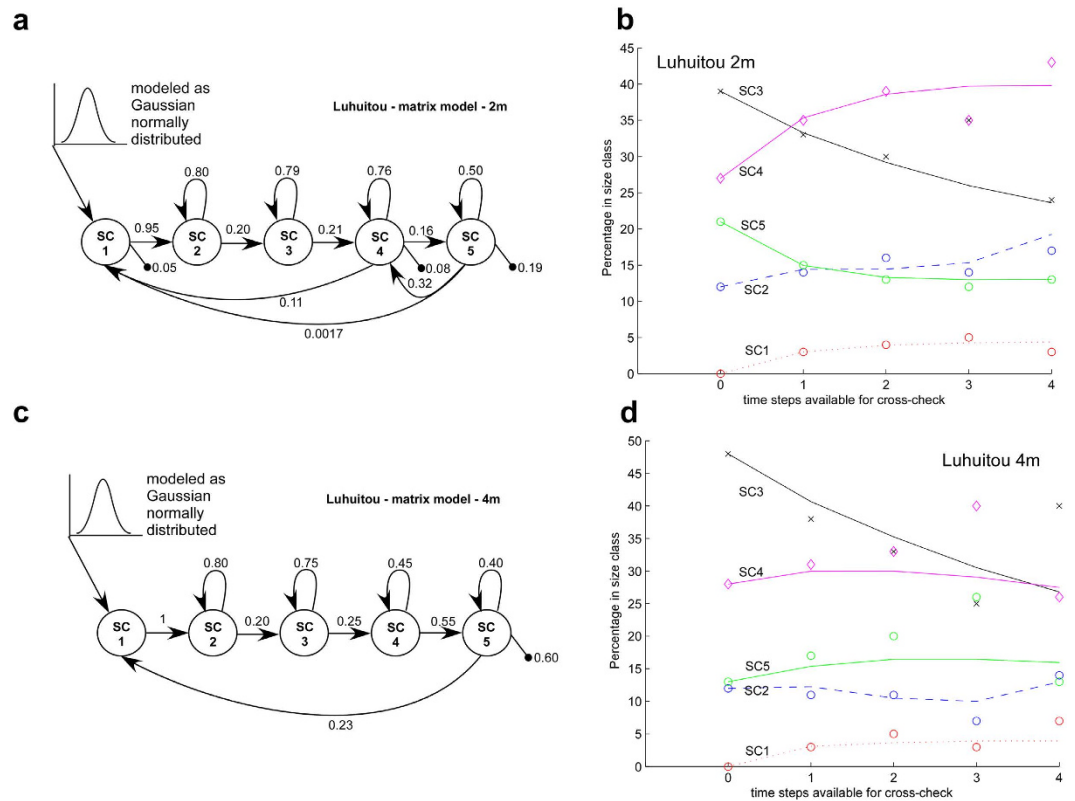 a
modeled as
Gaussian
normally
distributed
Luhuitou - matrix model - 2m
0.80
0.79
0.76
0.50
SC
1
0.95
SC
2
0.20
SC
3
0.21
SC
4
0.16
SC
5
0.05
0.08
0.32
0.19
0.11
0.0017
b
Luhuitou 2m
45
40
35
30
25
20
15
10
5
0
Percentage in size class
SC3
SC4
SC5
SC2
SC1
0
1
2
3
4
time steps available for cross-check
c
modeled as
Gaussian
normally
distributed
Luhuitou - matrix model - 4m
0.80
0.75
0.45
0.40
SC
1
1
SC
2
0.20
SC
3
0.25
SC
4
0.55
SC
5
0.60
0.23
d
Luhuitou 4m
50
45
40
35
30
25
20
15
10
5
0
Percentage in size class
SC3
SC4
SC5
SC2
SC1
0
1
2
3
4
time steps available for cross-check